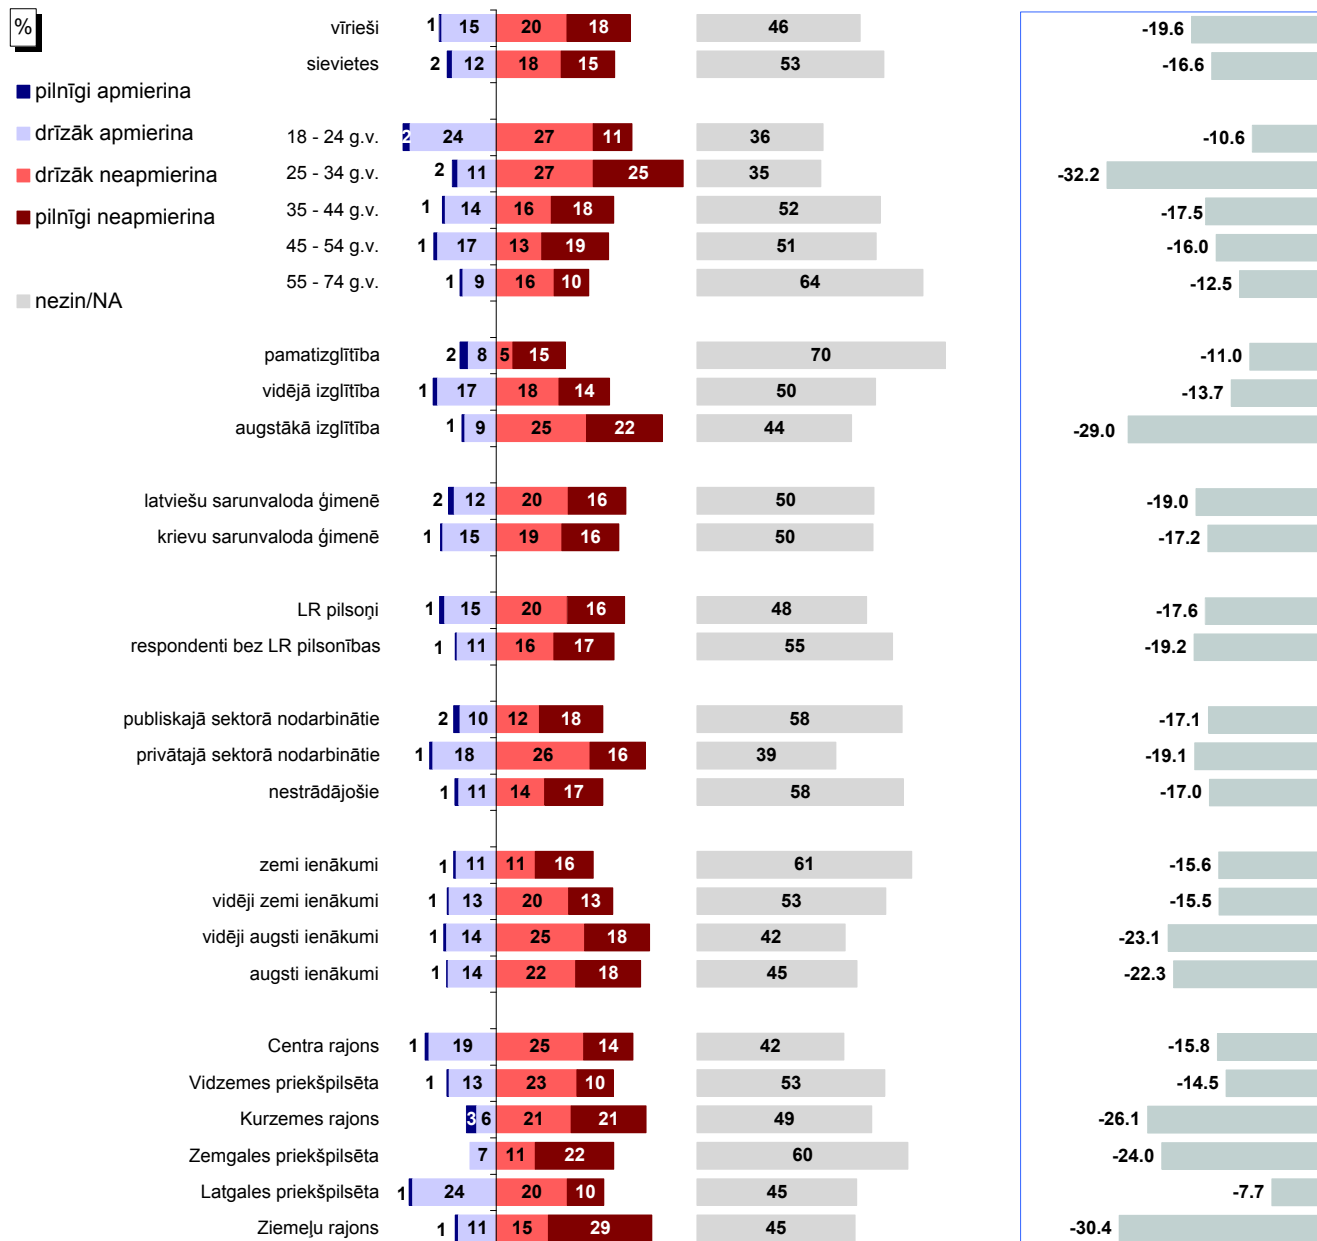 %
pilnīgi apmierina
drīzāk apmierina
drīzāk neapmierina
pilnīgi neapmierina
nezin/NA
vīrieši 1 15 20 18 46 -19.6
sievietes 2 12 18 15 53 -16.6
18 - 24 g.v. 2 24 27 11 36 -10.6
25 - 34 g.v. 2 11 27 25 35 -32.2
35 - 44 g.v. 1 14 16 18 52 -17.5
45 - 54 g.v. 1 17 13 19 51 -16.0
55 - 74 g.v. 1 9 16 10 64 -12.5
pamatizglītība 2 8 5 15 70 -11.0
vidējā izglītība 1 17 18 14 50 -13.7
augstākā izglītība 1 9 25 22 44 -29.0
latviešu sarunvaloda ģimenē 2 12 20 16 50 -19.0
krievu sarunvaloda ģimenē 1 15 19 16 50 -17.2
LR pilsoņi 1 15 20 16 48 -17.6
respondenti bez LR pilsonības 1 11 16 17 55 -19.2
publiskajā sektorā nodarbinātie 2 10 12 18 58 -17.1
privātajā sektorā nodarbinātie 1 18 26 16 39 -19.1
nestrādājošie 1 11 14 17 58 -17.0
zemi ienākumi 1 11 11 16 61 -15.6
vidēji zemi ienākumi 1 13 20 13 53 -15.5
vidēji augsti ienākumi 1 14 25 18 42 -23.1
augsti ienākumi 1 14 22 18 45 -22.3
Centra rajons 1 19 25 14 42 -15.8
Vidzemes priekšpilsēta 1 13 23 10 53 -14.5
Kurzemes rajons 3 6 21 21 49 -26.1
Zemgales priekšpilsēta 7 11 22 60 -24.0
Latgales priekšpilsēta 1 24 20 10 45 -7.7
Ziemeļu rajons 1 11 15 29 45 -30.4